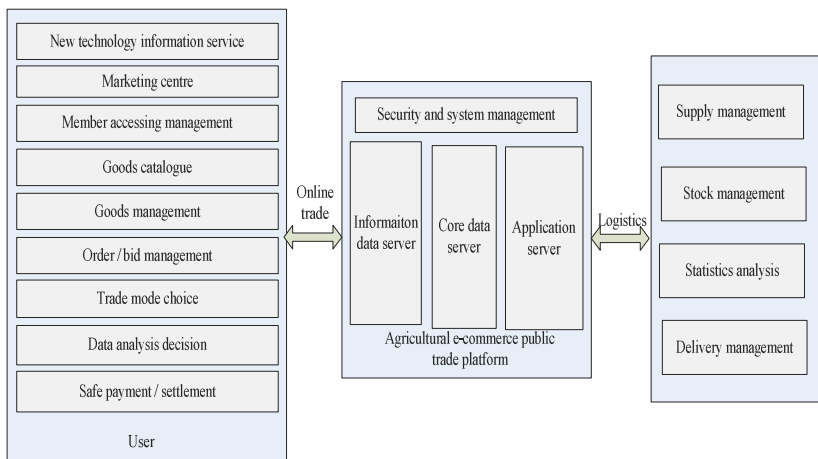 New technology information service
Marketing centre
Member accessing management
Goods catalogue
Goods management
Order / bid management
Trade mode choice
Data analysis decision
Safe payment / settlement
User
Online
trade
Security and system management
Informaiton
data server
Core data
server
Application
server
Agricultural e-commerce public
trade platform
Logistics
Supply management
Stock management
Statistics analysis
Delivery management